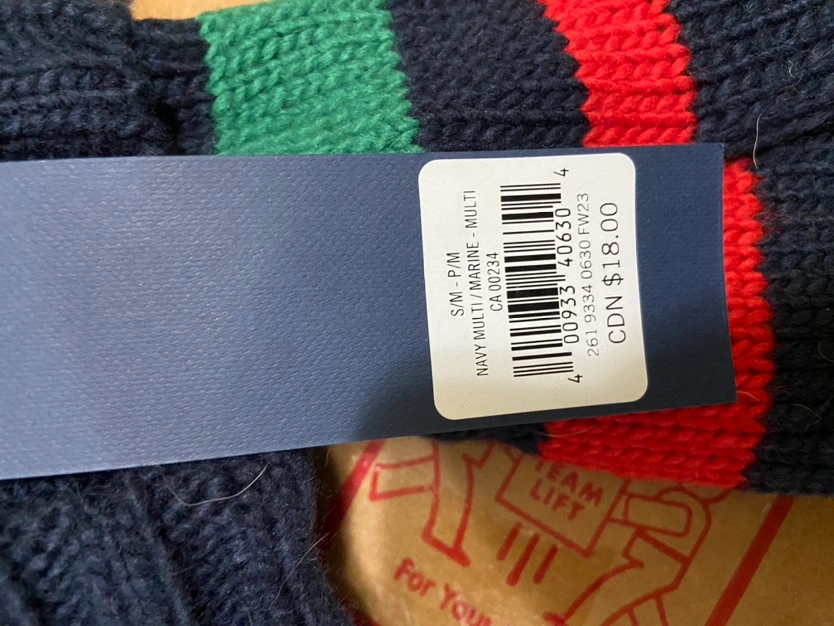 S/M - P/M
NAVY MULTI / MARINE - MULTI
CA 00234
4 00933 40630 4
261 9334 0630 FW23
CDN $18.00
TEAM
LIFT
For Your